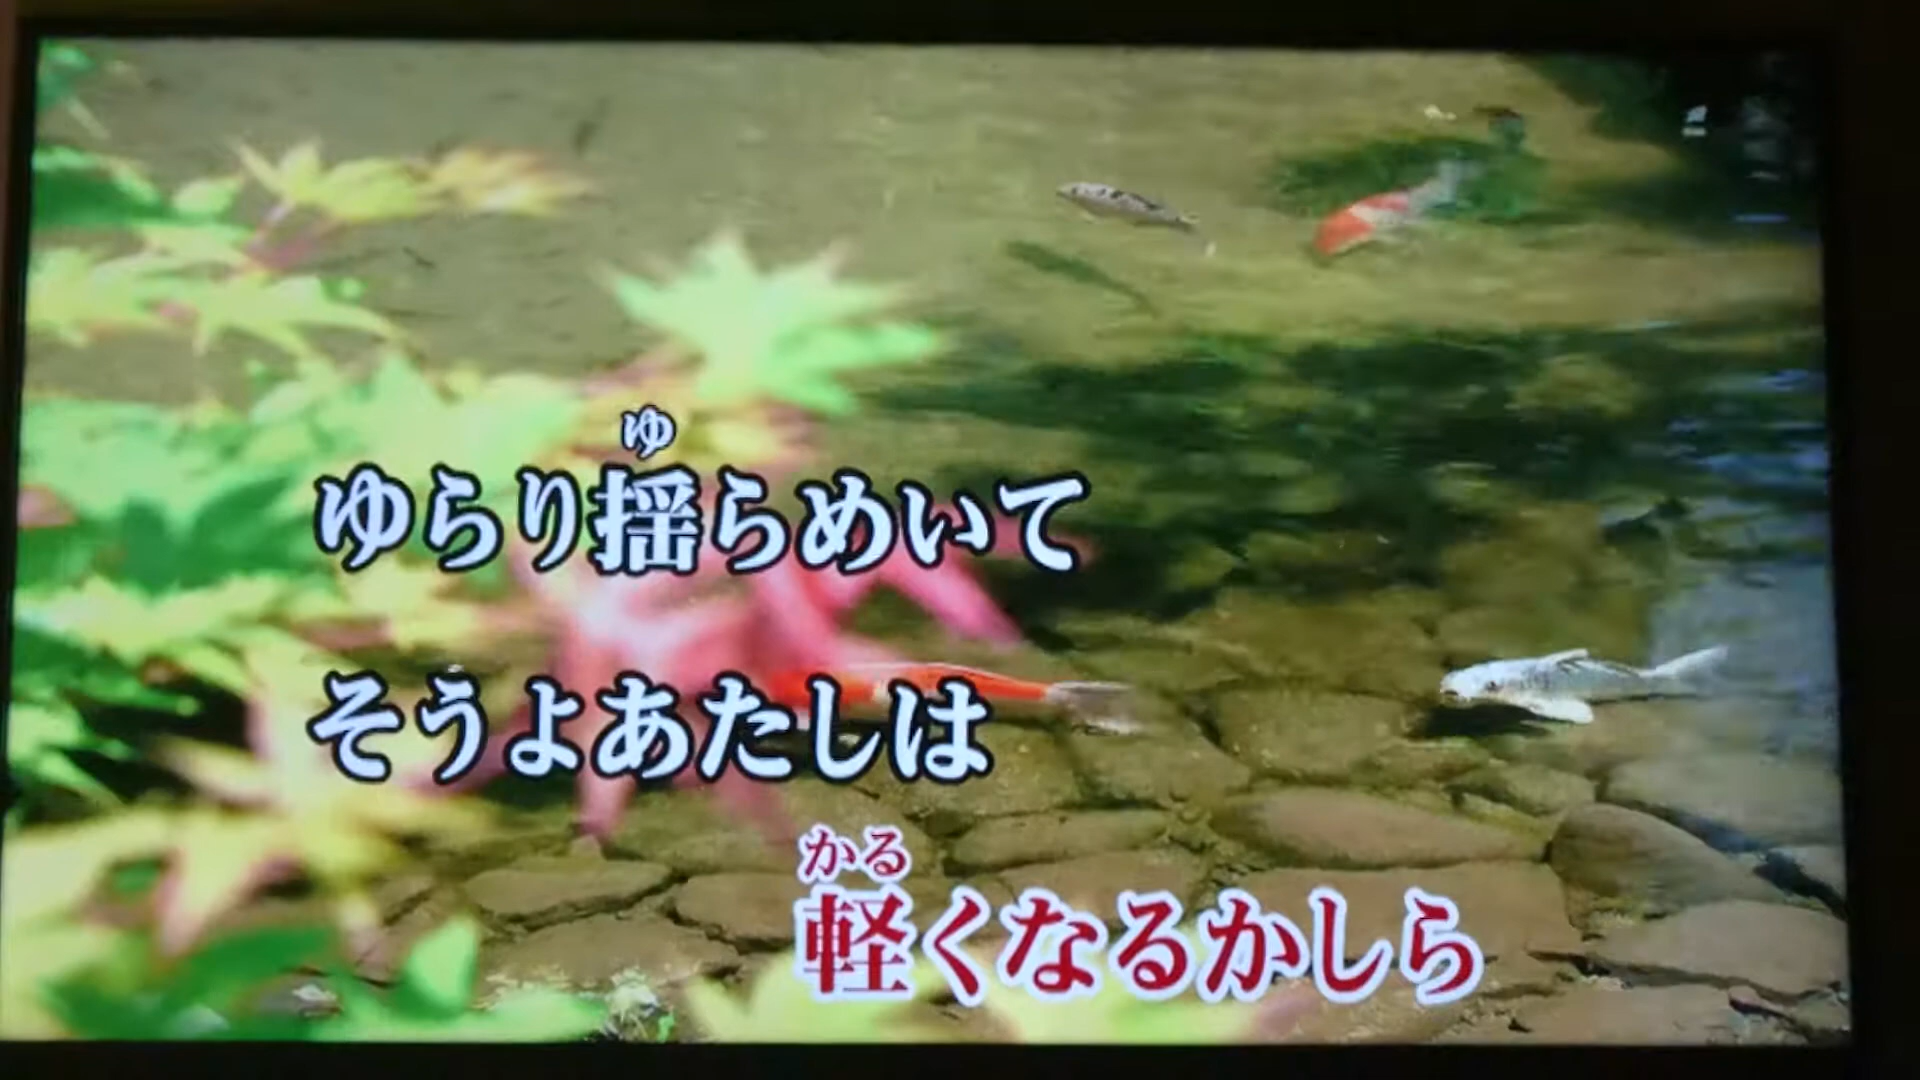 ゆ
ゆらり揺らめいて
そうよあたしは
かる
軽くなるかしら